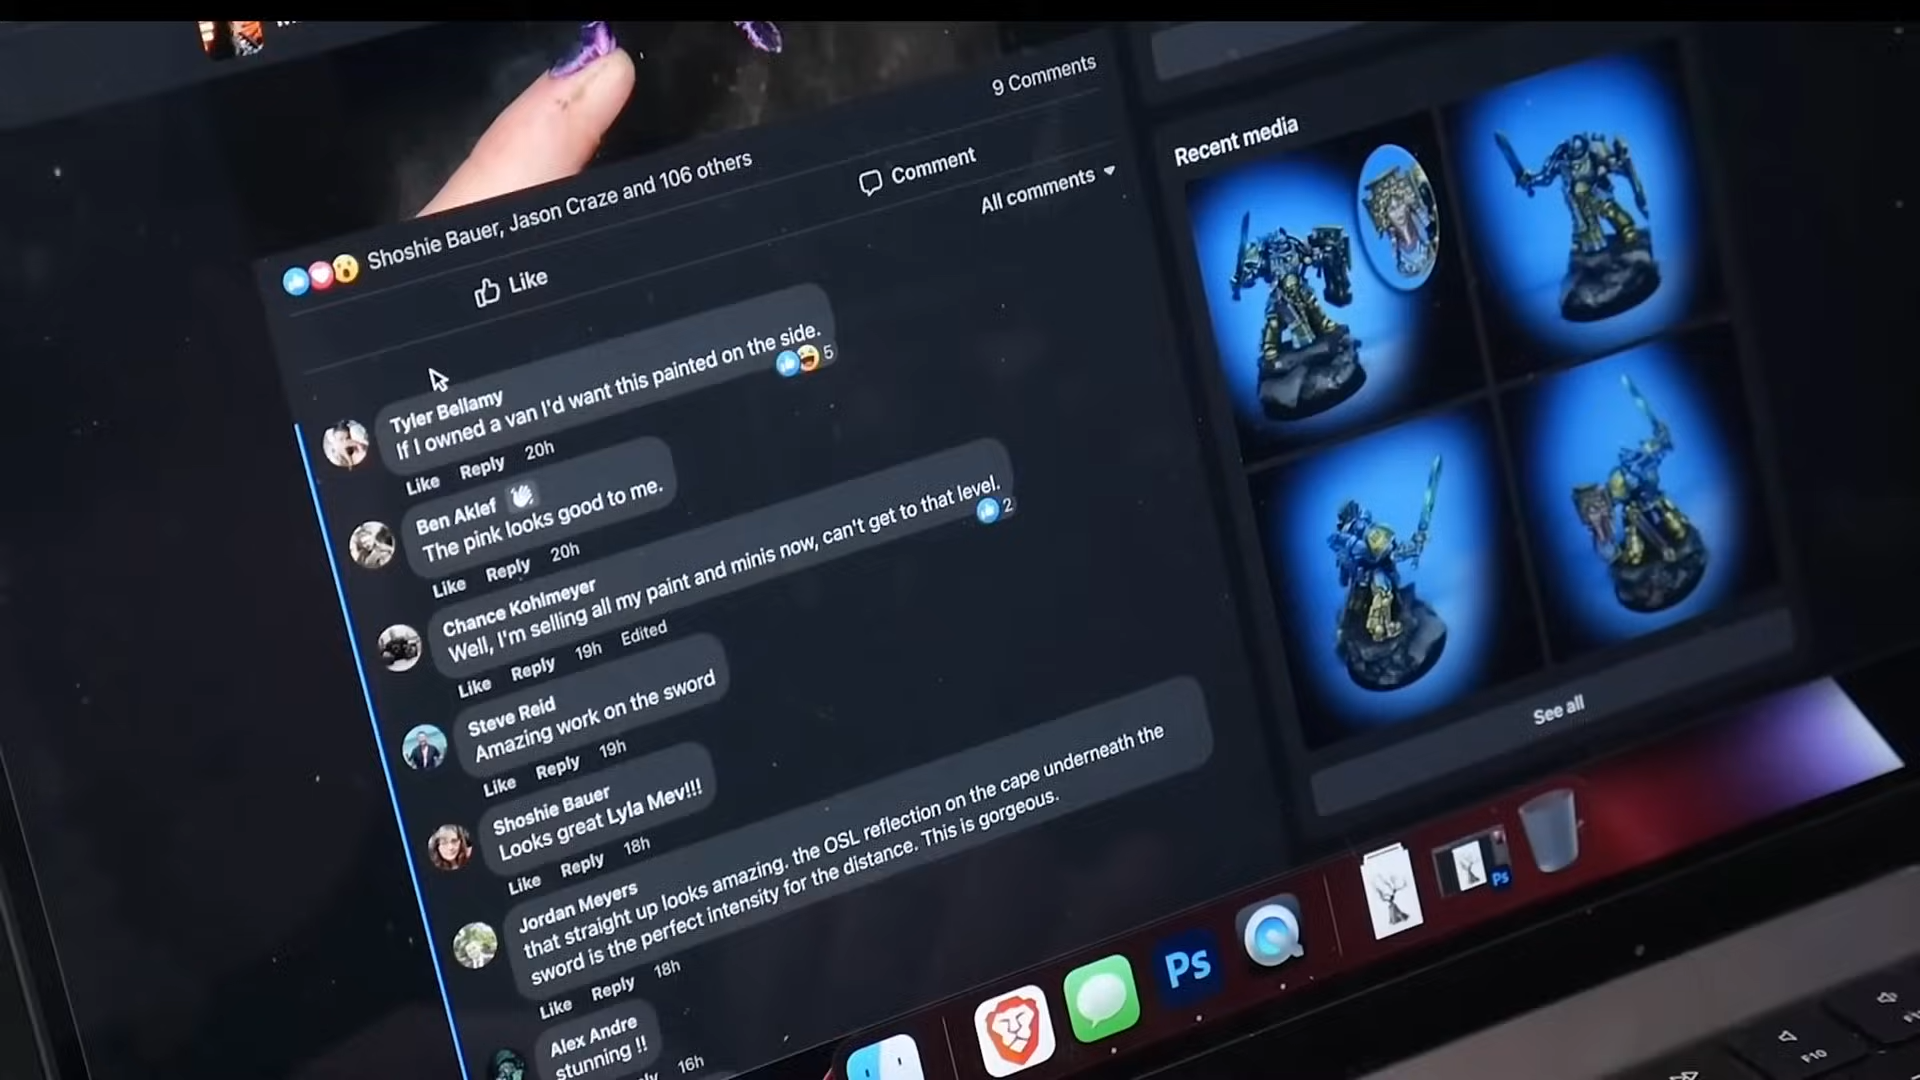 9 Comments
Shoshie Bauer, Jason Craze and 106 others
Like
Comment
All comments
Tyler Bellamy
If I owned a van I'd want this painted on the side.
5
Like Reply 20h
Ben Aklef
The pink looks good to me.
Like Reply 20h
Chance Kohlmeyer
Well, I'm selling all my paint and minis now, can't get to that level.
2
Like Reply 19h Edited
Steve Reid
Amazing work on the sword
Like Reply 19h
Shoshie Bauer
Looks great Lyla Mev!!!
Like Reply 18h
Jordan Meyers
that straight up looks amazing. the OSL reflection on the cape underneath the
sword is the perfect intensity for the distance. This is gorgeous.
Like Reply 18h
Alex Andre
stunning !!
16h
Recent media
See all
Ps
Ps
F10